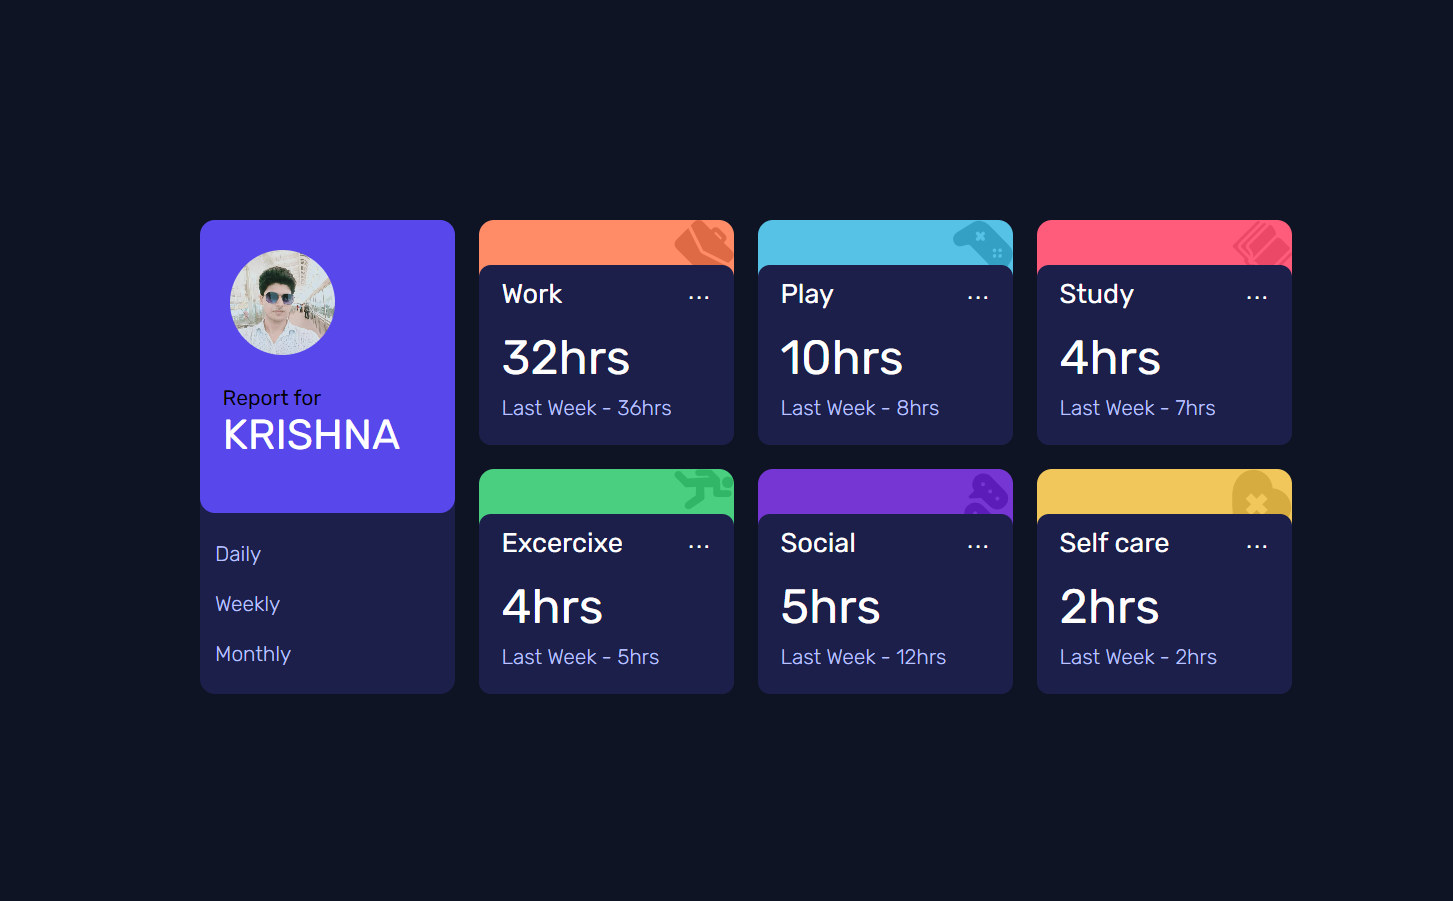 Report for
KRISHNA
Daily
Weekly
Monthly
Work ...
32hrs
Last Week - 36hrs
Play ...
10hrs
Last Week - 8hrs
Study ...
4hrs
Last Week - 7hrs
Excercixe ...
4hrs
Last Week - 5hrs
Social ...
5hrs
Last Week - 12hrs
Self care ...
2hrs
Last Week - 2hrs